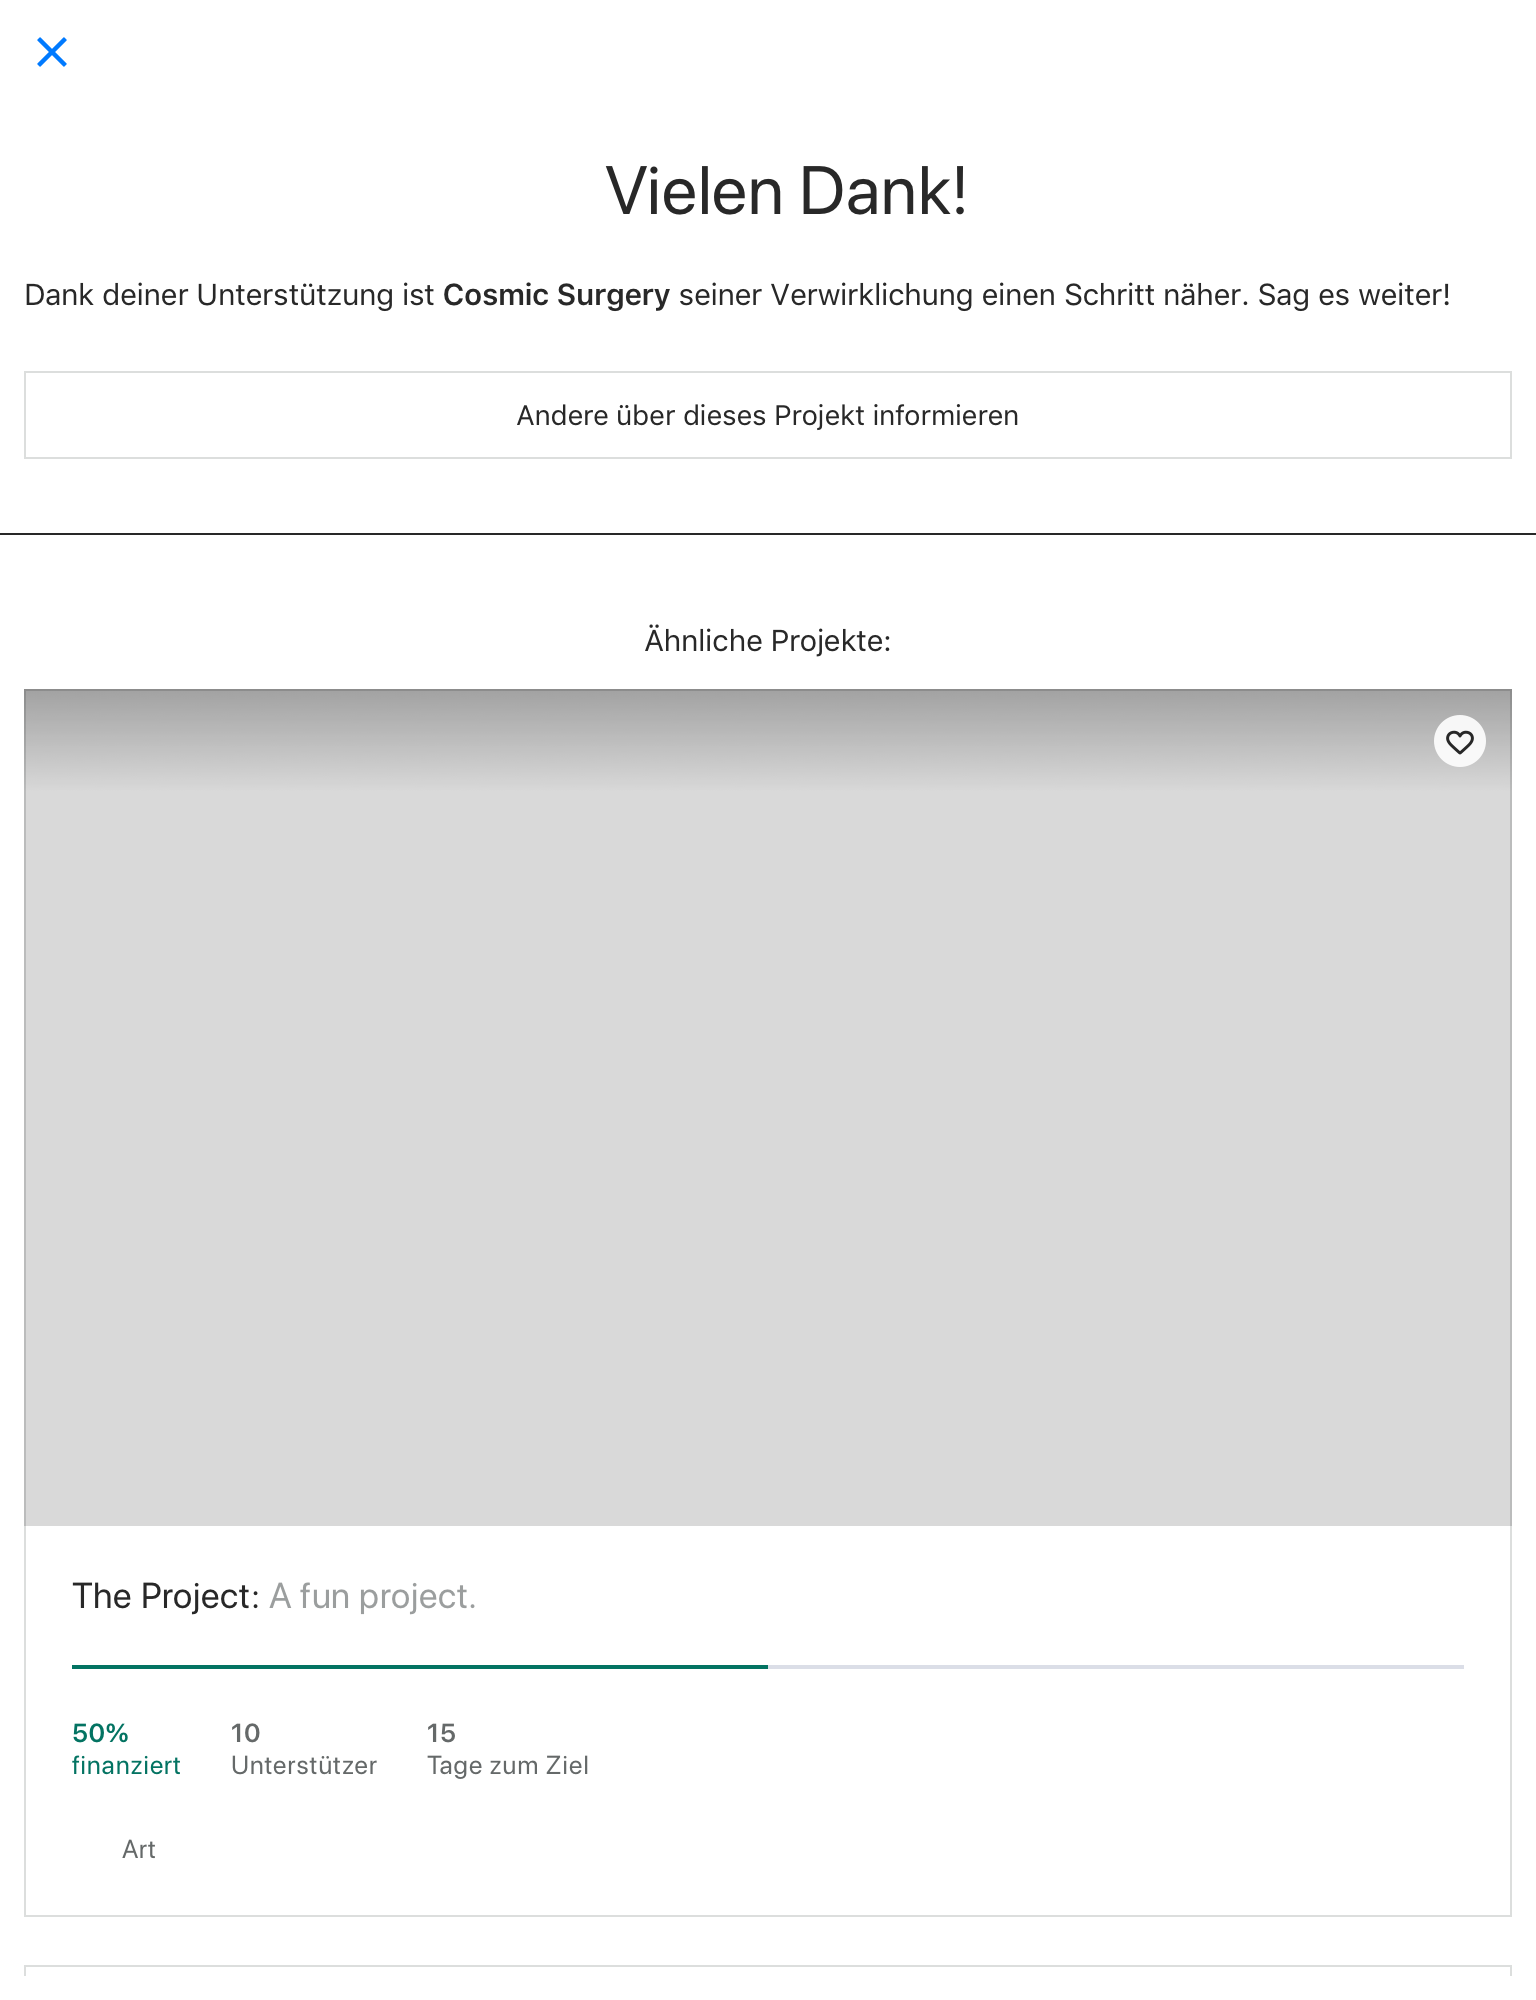 Vielen Dank!
Dank deiner Unterstützung ist Cosmic Surgery seiner Verwirklichung einen Schritt näher. Sag es weiter!
Andere über dieses Projekt informieren
Ähnliche Projekte:
The Project: A fun project.
50% 10 15
finanziert Unterstützer Tage zum Ziel
Art